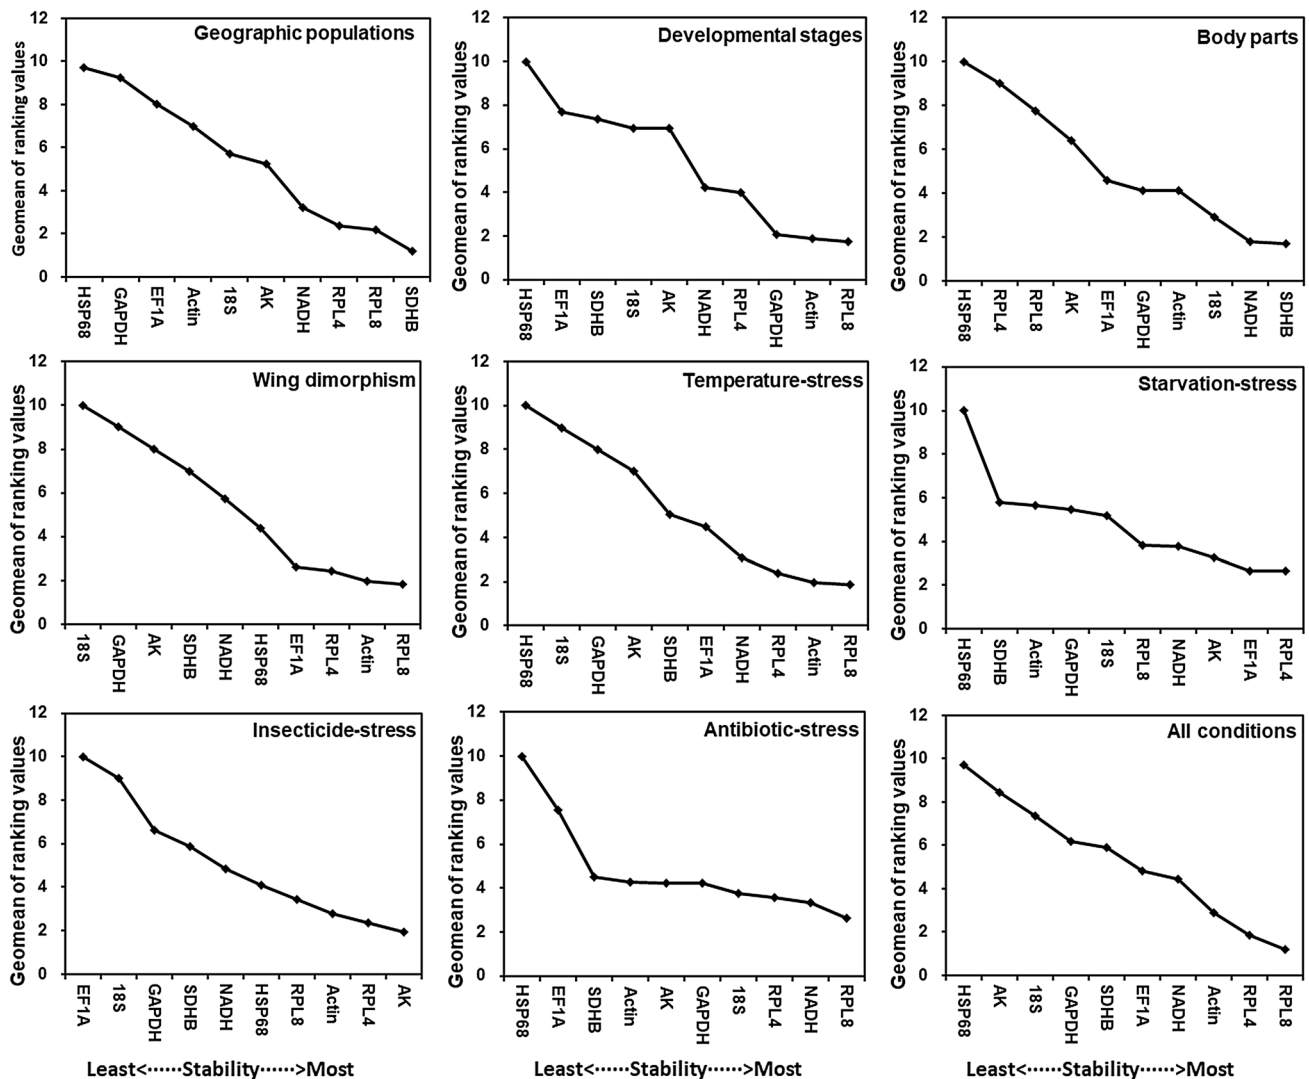 Geographic populations
Geomean of ranking values
12
10
8
6
4
2
0
HSP68
GAPDH
EF1A
Actin
18S
AK
NADH
RPL4
RPL8
SDHB
Developmental stages
Geomean of ranking values
12
10
8
6
4
2
0
HSP68
EF1A
SDHB
18S
AK
NADH
RPL4
GAPDH
Actin
RPL8
Body parts
Geomean of ranking values
12
10
8
6
4
2
0
HSP68
RPL4
RPL8
AK
EF1A
GAPDH
Actin
18S
NADH
SDHB
Wing dimorphism
Geomean of ranking values
12
10
8
6
4
2
0
18S
GAPDH
AK
SDHB
NADH
HSP68
EF1A
RPL4
Actin
RPL8
Temperature-stress
Geomean of ranking values
12
10
8
6
4
2
0
HSP68
18S
GAPDH
AK
SDHB
EF1A
NADH
RPL4
Actin
RPL8
Starvation-stress
Geomean of ranking values
12
10
8
6
4
2
0
HSP68
SDHB
Actin
GAPDH
18S
RPL8
NADH
AK
EF1A
RPL4
Insecticide-stress
Geomean of ranking values
12
10
8
6
4
2
0
EF1A
18S
GAPDH
SDHB
NADH
HSP68
RPL8
Actin
RPL4
AK
Antibiotic-stress
Geomean of ranking values
12
10
8
6
4
2
0
HSP68
EF1A
SDHB
Actin
AK
GAPDH
18S
RPL4
NADH
RPL8
All conditions
Geomean of ranking values
12
10
8
6
4
2
0
HSP68
AK
18S
GAPDH
SDHB
EF1A
NADH
Actin
RPL4
RPL8
Least<······Stability······>Most
Least<······Stability······>Most
Least<······Stability······>Most